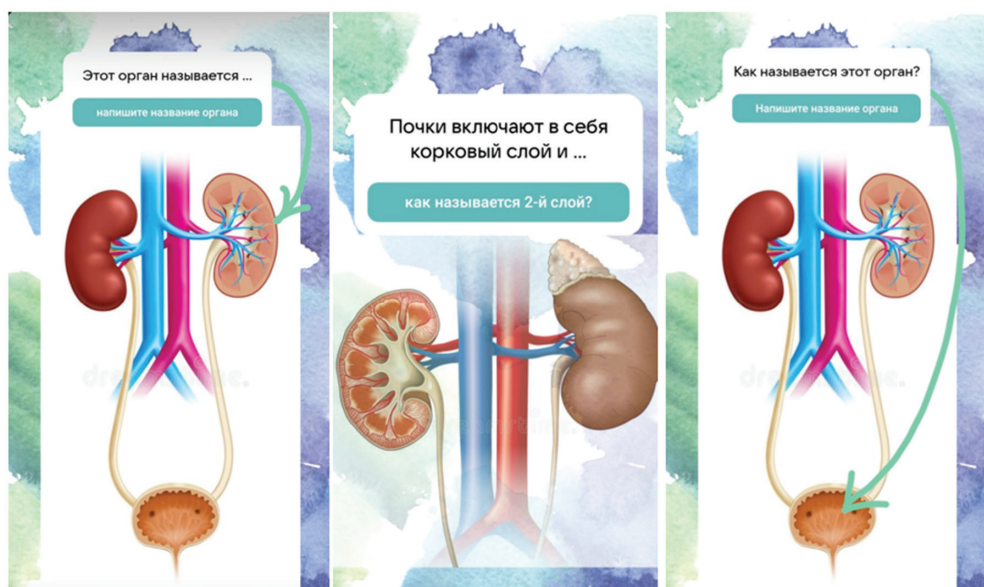 Этот орган называется ...
напишите название органа
Почки включают в себя
корковый слой и ...
как называется 2-й слой?
Как называется этот орган?
Напишите название органа